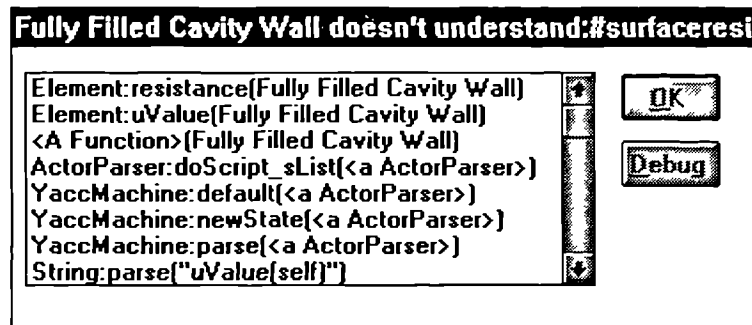 Fully Filled Cavity Wall doesn't understand:#surfaceresi
Element:resistance(Fully Filled Cavity Wall)
Element:uValue(Fully Filled Cavity Wall)
<A Function>(Fully Filled Cavity Wall)
ActorParser:doScript_sList(<a ActorParser>)
YaccMachine:default(<a ActorParser>)
YaccMachine:newState(<a ActorParser>)
YaccMachine:parse(<a ActorParser>)
String:parse("uValue(self)")
OK
Debug